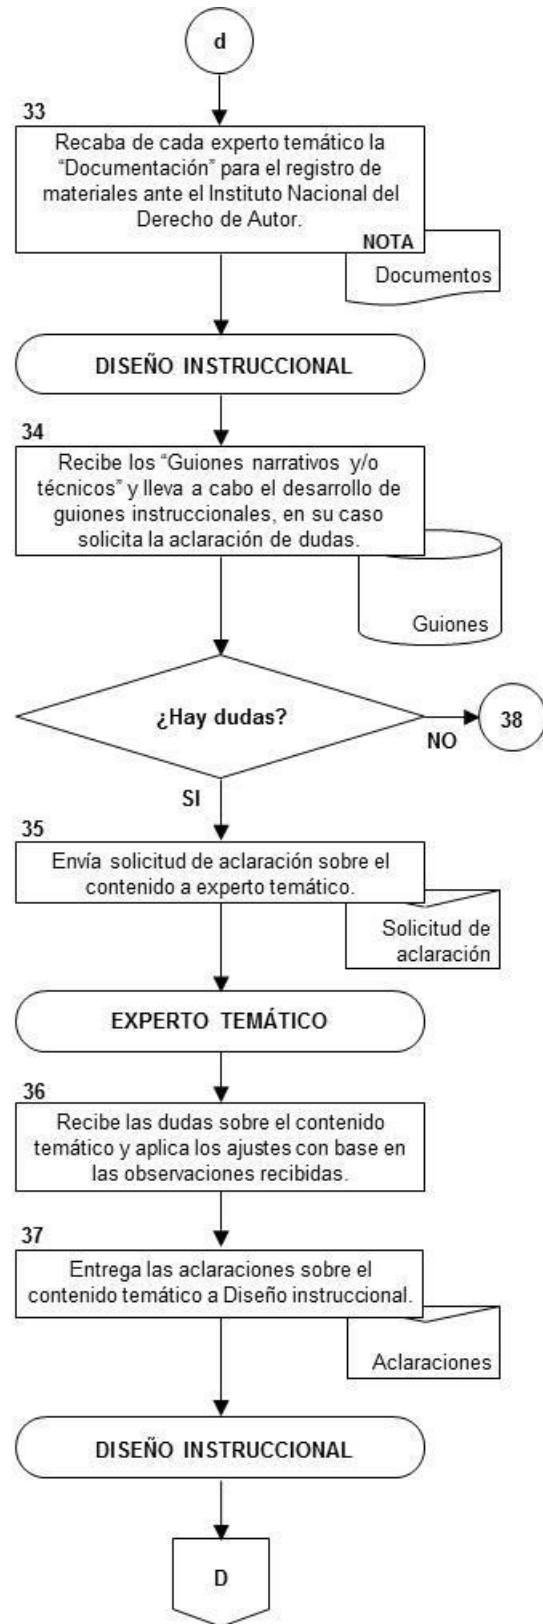 d
33
Recaba de cada experto temático la
“Documentación” para el registro de
materiales ante el Instituto Nacional del
Derecho de Autor.
NOTA
Documentos
DISEÑO INSTRUCCIONAL
34
Recibe los “Guiones narrativos y/o
técnicos” y lleva a cabo el desarrollo de
guiones instruccionales, en su caso
solicita la aclaración de dudas.
Guiones
¿Hay dudas?
38
NO
SI
35
Envía solicitud de aclaración sobre el
contenido a experto temático.
Solicitud de
aclaración
EXPERTO TEMÁTICO
36
Recibe las dudas sobre el contenido
temático y aplica los ajustes con base en
las observaciones recibidas.
37
Entrega las aclaraciones sobre el
contenido temático a Diseño instruccional.
Aclaraciones
DISEÑO INSTRUCCIONAL
D